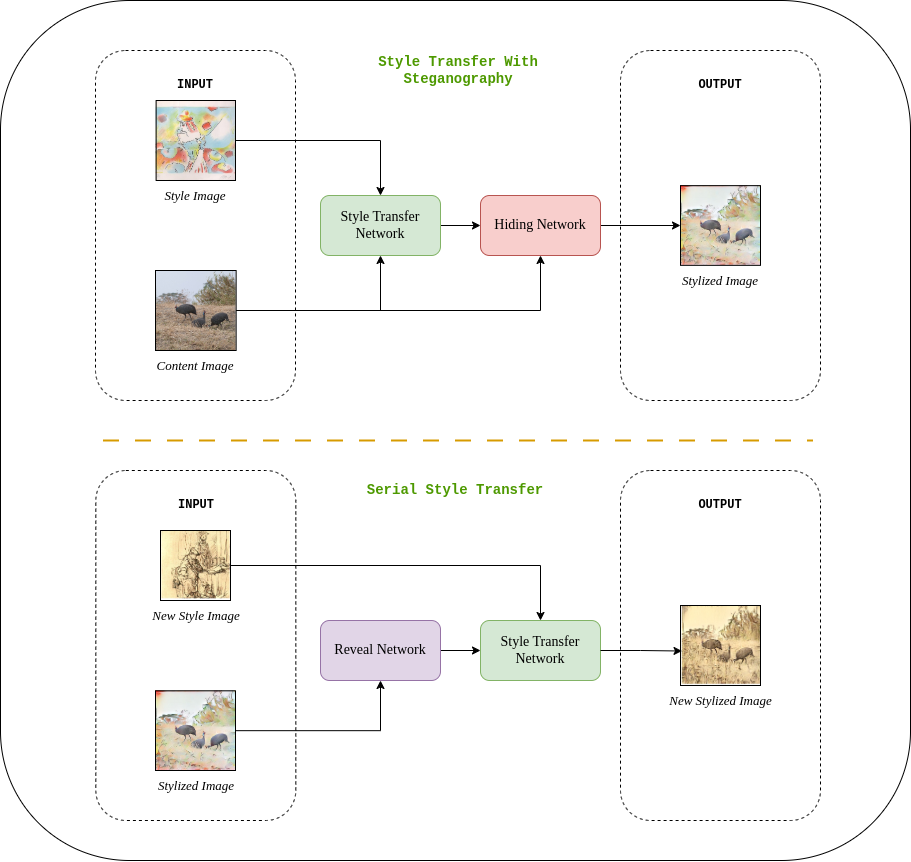 Style Transfer With
Steganography
INPUT
OUTPUT
Style Image
Style Transfer
Network
Hiding Network
Stylized Image
Content Image
Serial Style Transfer
INPUT
OUTPUT
New Style Image
Reveal Network
Style Transfer
Network
New Stylized Image
Stylized Image